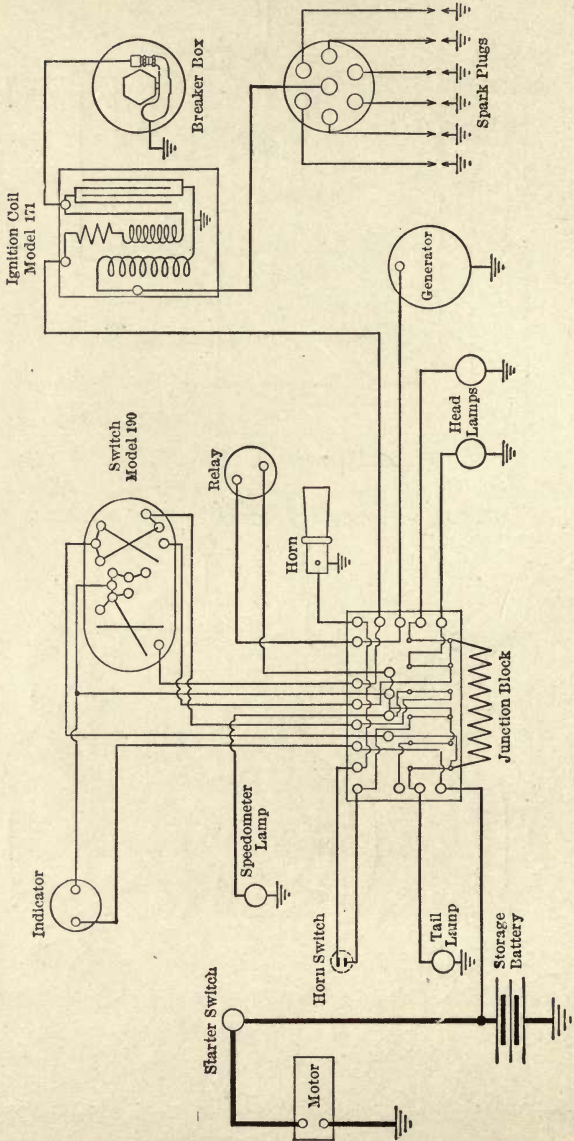 Starter Switch
Motor
Storage
Battery
Tail
Lamp
Horn Switch
Indicator
Speedometer
Lamp
Junction Block
Switch
Model 190
Relay
Horn
Head
Lamps
Generator
Ignition Coil
Model 171
Breaker Box
Spark Plugs